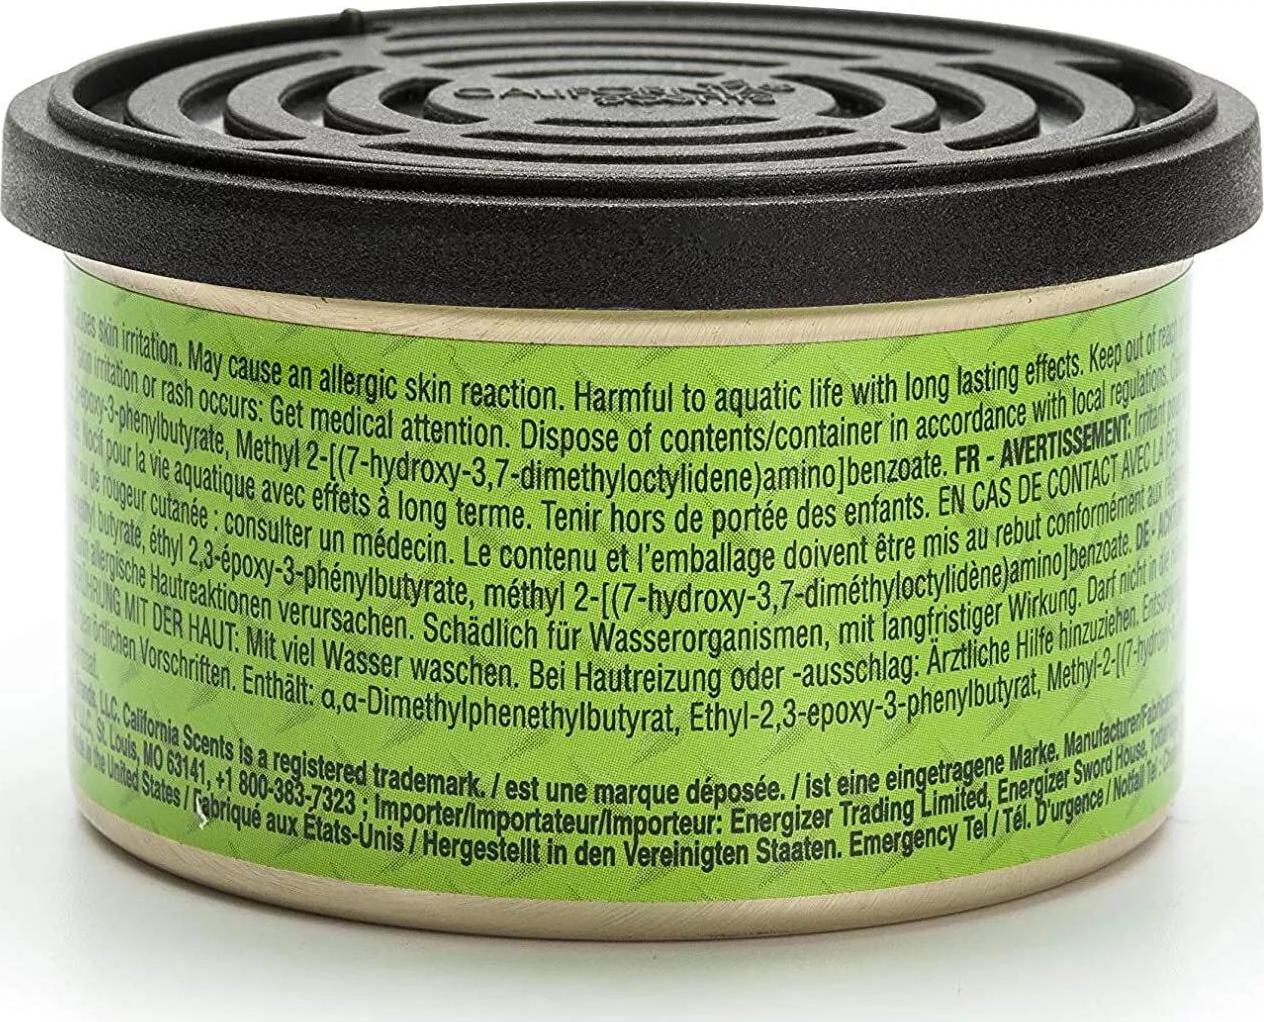 CALIFORNIA
scents
skin irritation. May cause an allergic skin reaction. Harmful to aquatic life with long lasting effects. Keep out of reach
irritation or rash occurs: Get medical attention. Dispose of contents/container in accordance with local regulations.
epoxy-3-phenylbutyrate, Methyl 2-[(7-hydroxy-3,7-dimethyloctylidene)amino]benzoate. FR - AVERTISSEMENT: Irritant
Nocif pour la vie aquatique avec effets à long terme. Tenir hors de portée des enfants. EN CAS DE CONTACT AVEC LA
de rougeur cutanée : consulter un médecin. Le contenu et l'emballage doivent être mis au rebut conformément aux
butyrate, éthyl 2,3-époxy-3-phénylbutyrate, méthyl 2-[(7-hydroxy-3,7-diméthyloctylidène)amino]benzoate. DE -
allergische Hautreaktionen verursachen. Schädlich für Wasserorganismen, mit langfristiger Wirkung. Darf nicht in die
MIT DER HAUT: Mit viel Wasser waschen. Bei Hautreizung oder -ausschlag: Ärztliche Hilfe hinzuziehen.
örtlichen Vorschriften. Enthält: α,α-Dimethylphenethylbutyrat, Ethyl-2,3-epoxy-3-phenylbutyrat, Methyl-2-[(7-hydroxy-
LLC. California Scents is a registered trademark. / est une marque déposée. / ist eine eingetragene Marke. Manufacturer/
LLC, St. Louis, MO 63141, +1 800-383-7323 ; Importer/Importateur/Importeur: Energizer Trading Limited, Energizer Sword House,
in the United States / Fabriqué aux États-Unis / Hergestellt in den Vereinigten Staaten. Emergency Tel / Tél. D'urgence / Notfall Tel